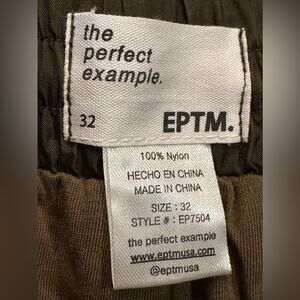 the
perfect
example.
32 EPTM.
100% Nylon
HECHO EN CHINA
MADE IN CHINA
SIZE : 32
STYLE # : EP7504
the perfect example
www.eptmusa.com
@eptmusa